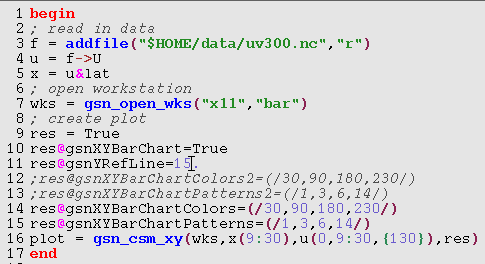 1 begin
2 ; read in data
3 f = addfile("$HOME/data/uv300.nc","r")
4 u = f->U
5 x = u&lat
6 ; open workstation
7 wks = gsn_open_wks("x11","bar")
8 ; create plot
9 res = True
10 res@gsnXYBarChart=True
11 res@gsnYRefLine=15.
12 ;res@gsnXYBarChartColors2=(/30,90,180,230/)
13 ;res@gsnXYBarChartPatterns2=(/1,3,6,14/)
14 res@gsnXYBarChartColors=(/30,90,180,230/)
15 res@gsnXYBarChartPatterns=(/1,3,6,14/)
16 plot = gsn_csm_xy(wks,x(9:30),u(0,9:30,{130}),res)
17 end